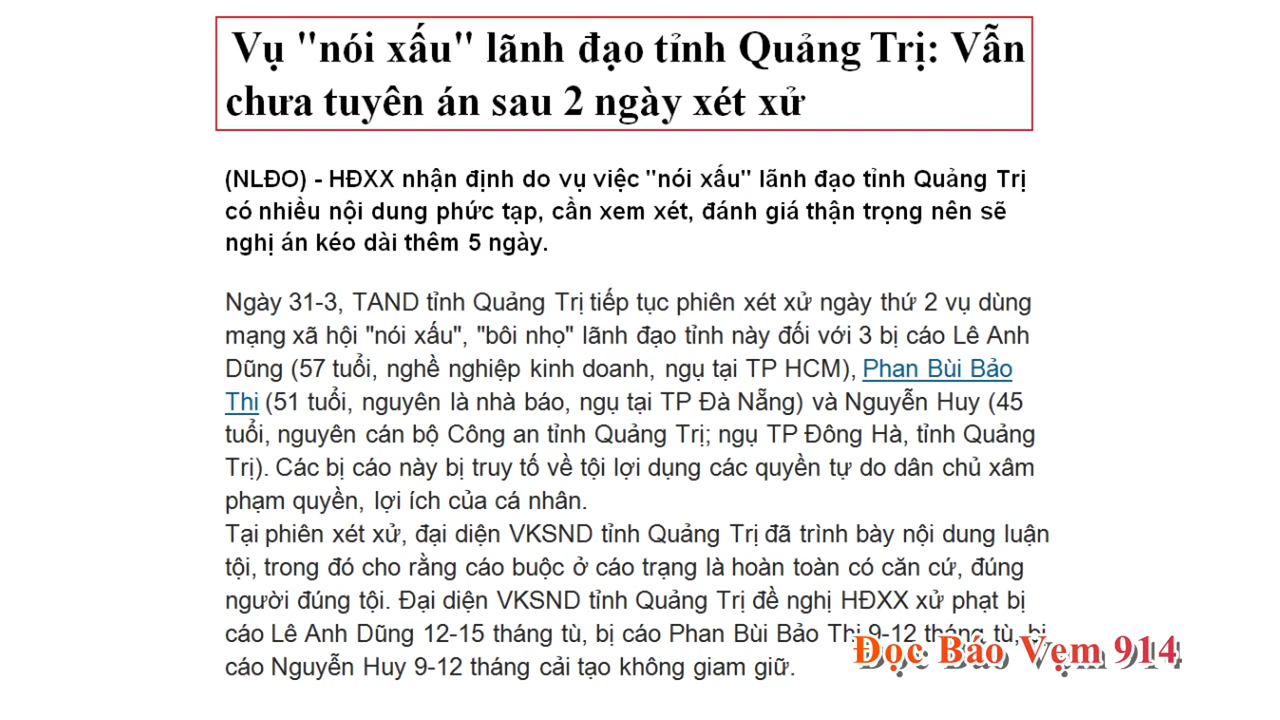 Vụ "nói xấu" lãnh đạo tỉnh Quảng Trị: Vẫn
chưa tuyên án sau 2 ngày xét xử
(NLĐO) - HĐXX nhận định do vụ việc "nói xấu" lãnh đạo tỉnh Quảng Trị
có nhiều nội dung phức tạp, cần xem xét, đánh giá thận trọng nên sẽ
nghị án kéo dài thêm 5 ngày.
Ngày 31-3, TAND tỉnh Quảng Trị tiếp tục phiên xét xử ngày thứ 2 vụ dùng
mạng xã hội "nói xấu", "bôi nhọ" lãnh đạo tỉnh này đối với 3 bị cáo Lê Anh
Dũng (57 tuổi, nghề nghiệp kinh doanh, ngụ tại TP HCM), Phan Bùi Bảo
Thi (51 tuổi, nguyên là nhà báo, ngụ tại TP Đà Nẵng) và Nguyễn Huy (45
tuổi, nguyên cán bộ Công an tỉnh Quảng Trị; ngụ TP Đông Hà, tỉnh Quảng
Trị). Các bị cáo này bị truy tố về tội lợi dụng các quyền tự do dân chủ xâm
phạm quyền, lợi ích của cá nhân.
Tại phiên xét xử, đại diện VKSND tỉnh Quảng Trị đã trình bày nội dung luận
tội, trong đó cho rằng cáo buộc ở cáo trạng là hoàn toàn có căn cứ, đúng
người đúng tội. Đại diện VKSND tỉnh Quảng Trị đề nghị HĐXX xử phạt bị
cáo Lê Anh Dũng 12-15 tháng tù, bị cáo Phan Bùi Bảo Thi 9-12 tháng tù, bị
cáo Nguyễn Huy 9-12 tháng cải tạo không giam giữ.
Đọc Báo Vẹm 914